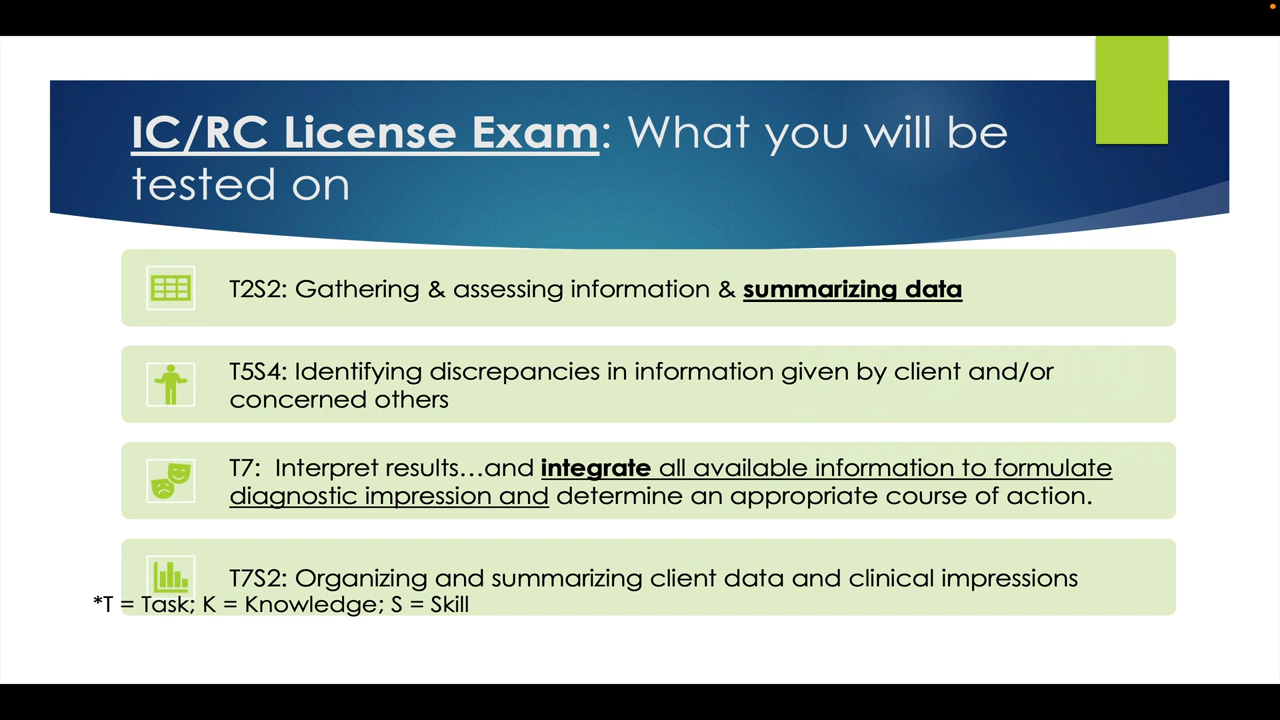 IC/RC License Exam: What you will be
tested on
T2S2: Gathering & assessing information & summarizing data
T5S4: Identifying discrepancies in information given by client and/or
concerned others
T7:  Interpret results…and integrate all available information to formulate
diagnostic impression and determine an appropriate course of action.
T7S2: Organizing and summarizing client data and clinical impressions
*T = Task; K = Knowledge; S = Skill